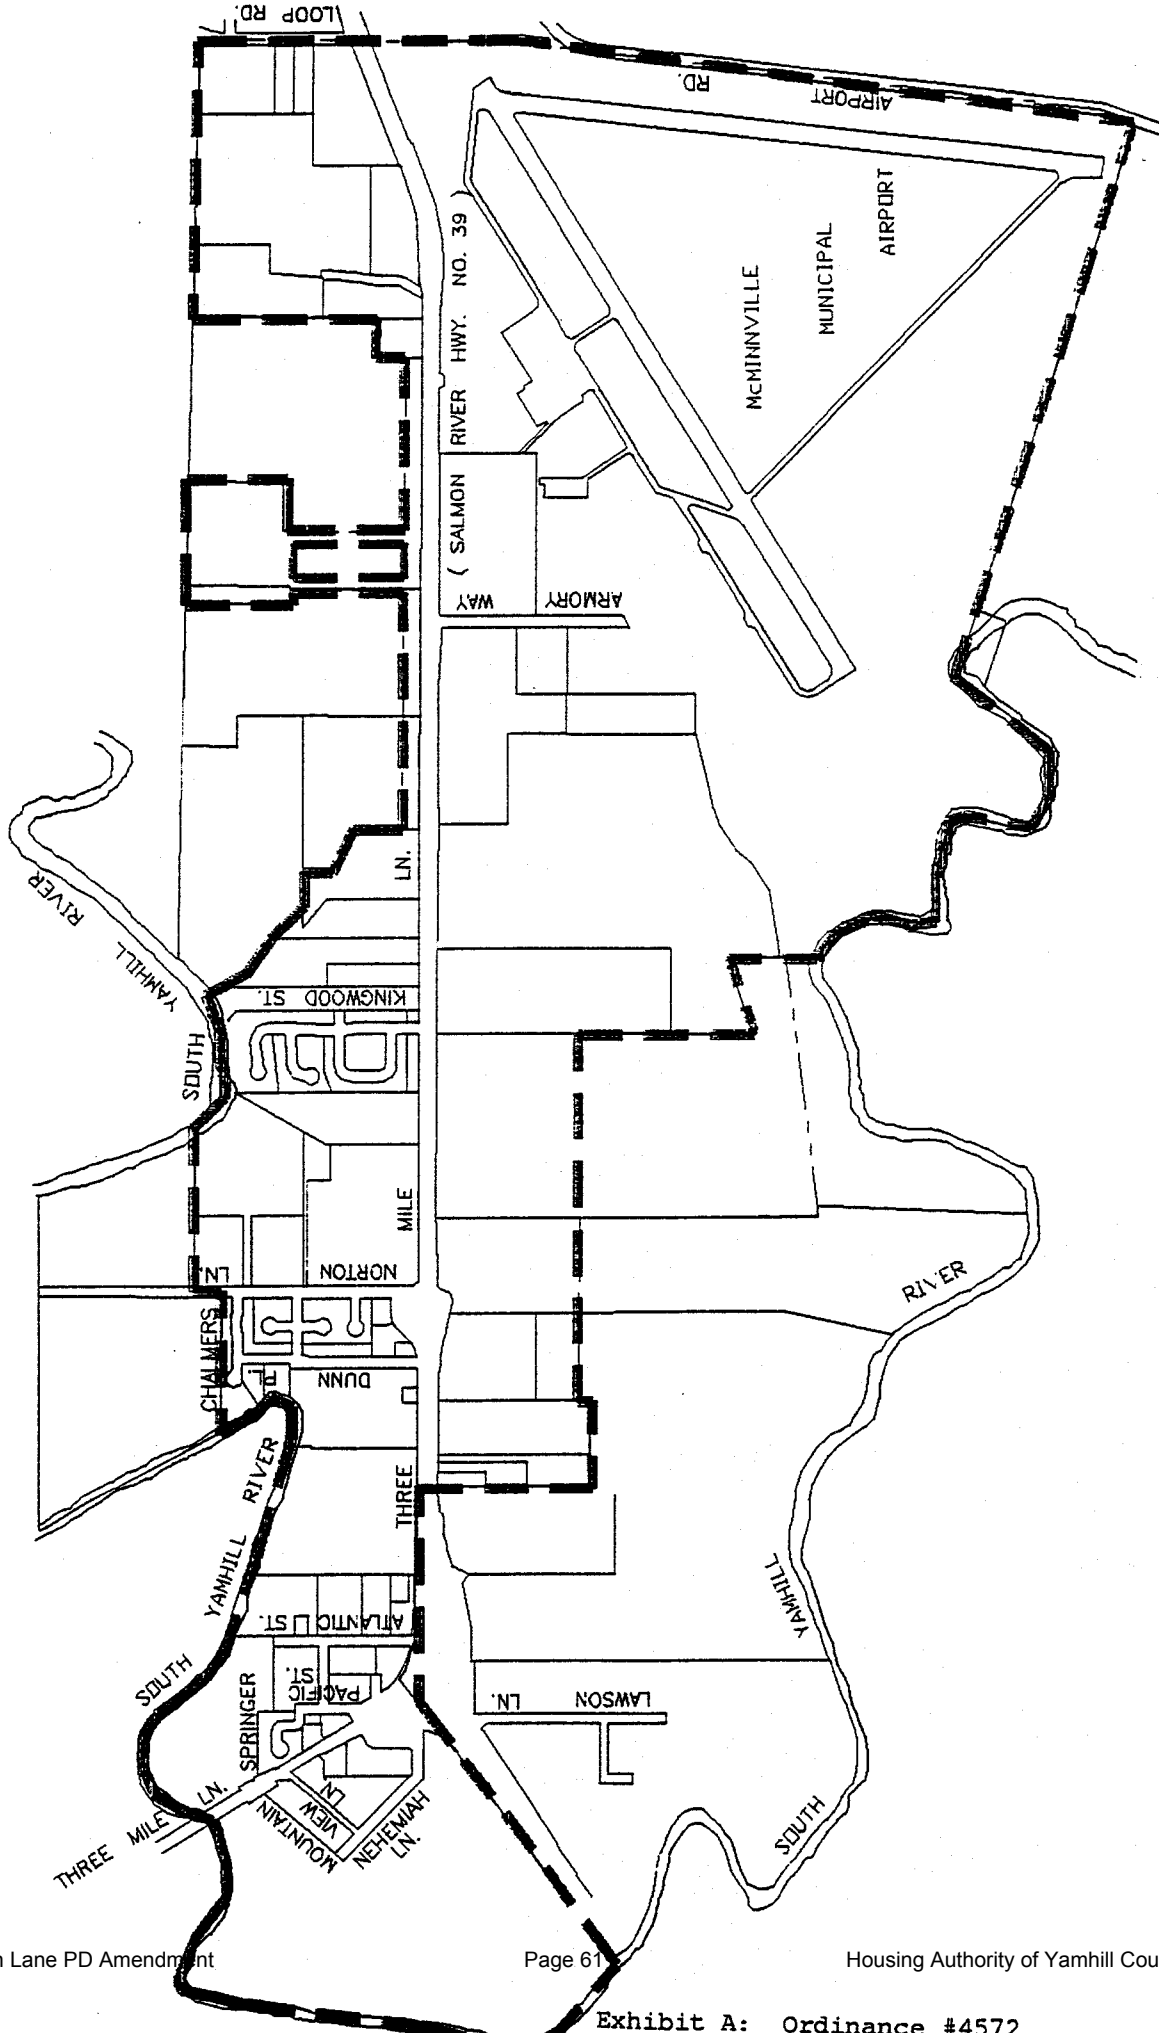 LOOP RD.
AIRPORT RD.
( SALMON RIVER HWY. NO. 39 )
McMINNVILLE
MUNICIPAL
AIRPORT
ARMORY WAY
SOUTH YAMHILL RIVER
KINGWOOD ST.
THREE MILE LN.
NORTON LN.
CHALMERS
DUNN PL.
SOUTH YAMHILL RIVER
ATLANTIC ST.
PACIFIC ST.
SPRINGER
THREE MILE LN.
MOUNTAIN VIEW LN
NEHEMIAH LN.
LAWSON LN.
SOUTH YAMHILL RIVER
Lane PD Amendment
Page 61
Housing Authority of Yamhill
Exhibit A: Ordinance #4572